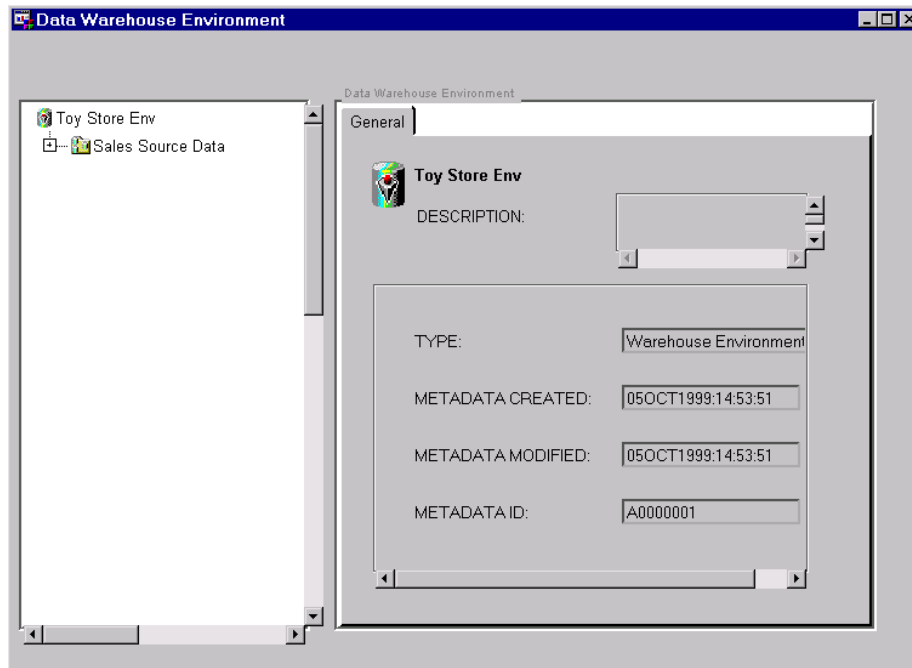 Data Warehouse Environment
Toy Store Env
Sales Source Data
Data Warehouse Environment
General
Toy Store Env
DESCRIPTION:
TYPE: Warehouse Environment
METADATA CREATED: 05OCT1999:14:53:51
METADATA MODIFIED: 05OCT1999:14:53:51
METADATA ID: A0000001